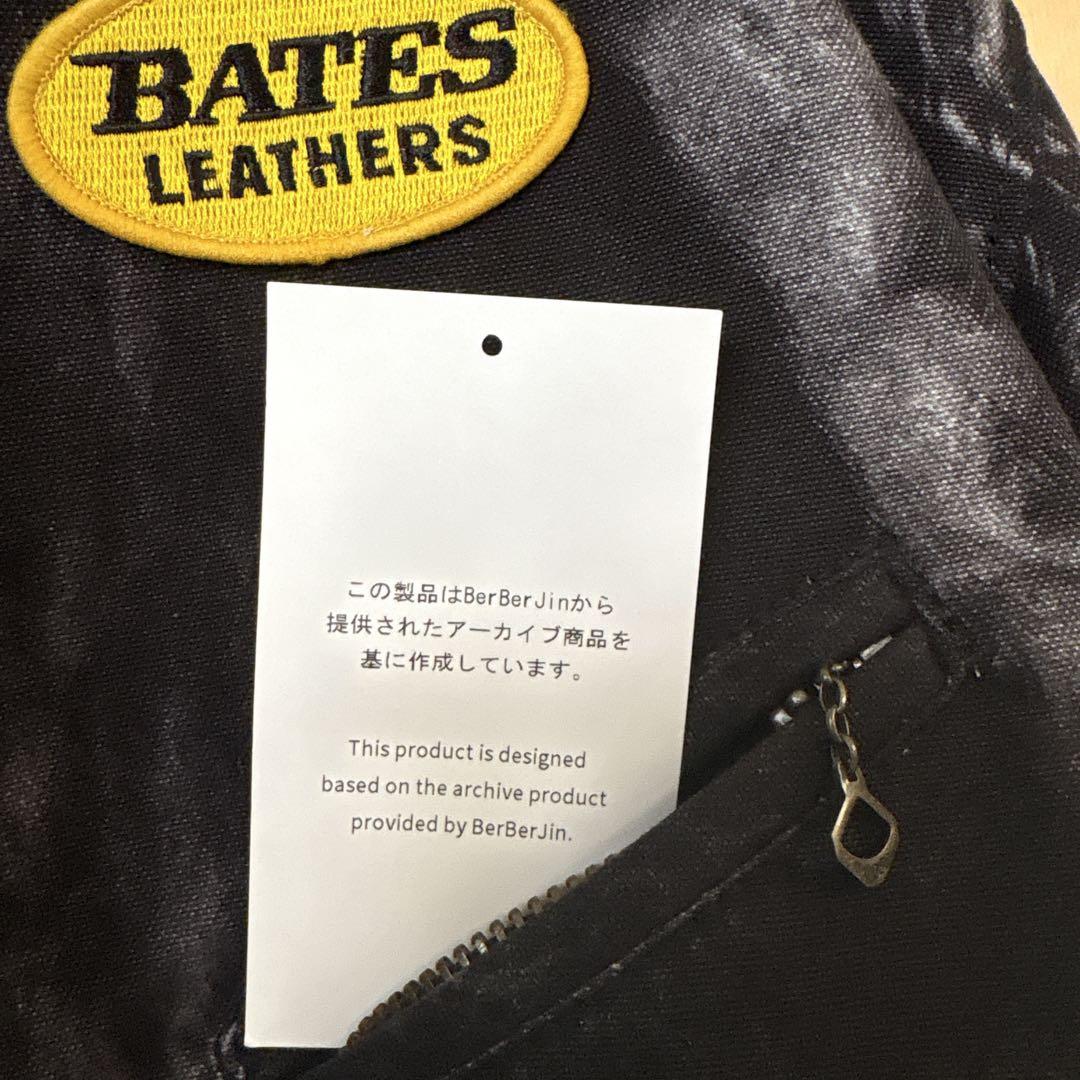 BATES
LEATHERS
この製品はBerBerJinから
提供されたアーカイブ商品を
基に作成しています。
This product is designed
based on the archive product
provided by BerBerJin.